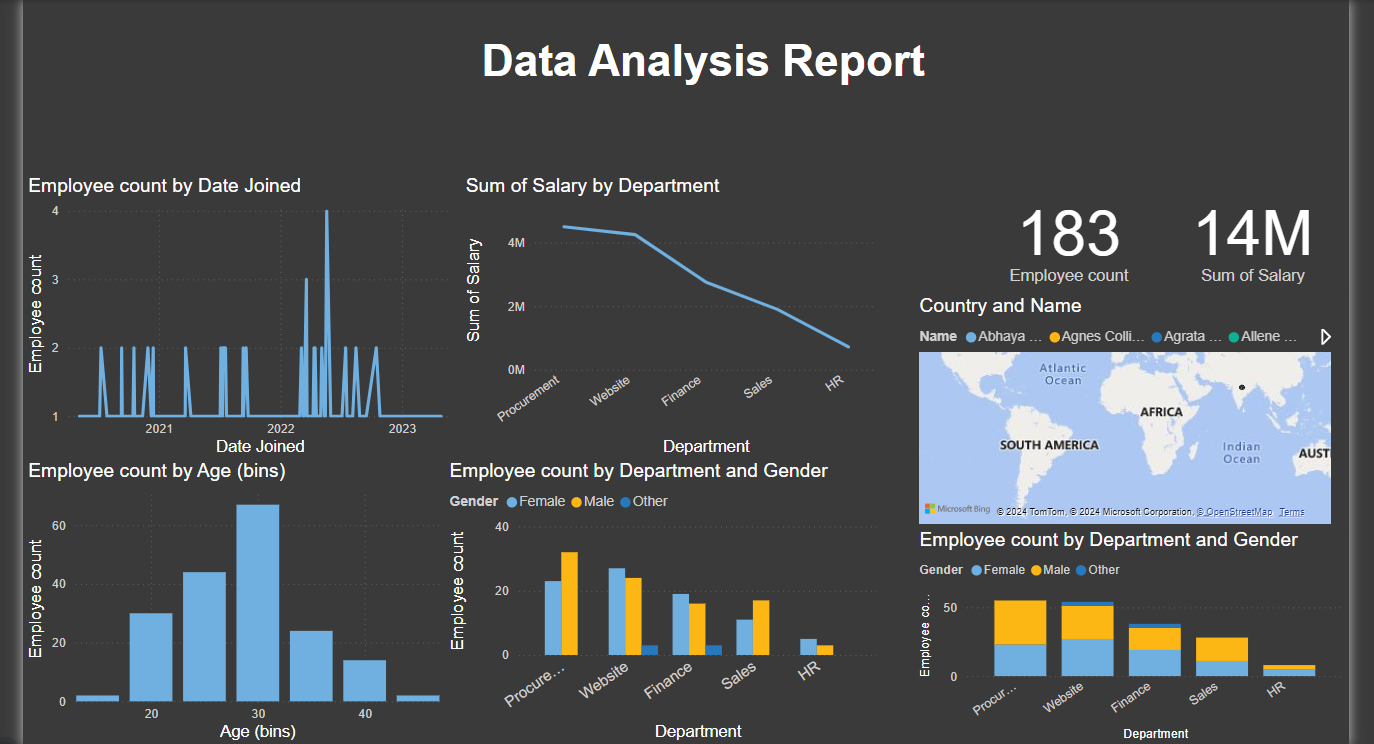 Data Analysis Report
Employee count by Date Joined
4
3
2
1
Employee count
2021
2022
2023
Date Joined
Sum of Salary by Department
4M
2M
0M
Sum of Salary
Procurement
Website
Finance
Sales
HR
Department
183
Employee count
14M
Sum of Salary
Country and Name
Name Abhaya ... Agnes Colli... Agrata ... Allene ...
Atlantic
Ocean
AFRICA
SOUTH AMERICA
Indian
Ocean
AUST
Microsoft Bing
© 2024 TomTom, © 2024 Microsoft Corporation, © OpenStreetMap Terms
Employee count by Age (bins)
60
40
20
0
Employee count
20
30
40
Age (bins)
Employee count by Department and Gender
Gender Female Male Other
40
20
0
Employee count
Procure...
Website
Finance
Sales
HR
Department
Employee count by Department and Gender
Gender Female Male Other
50
0
Employee co...
Procur...
Website
Finance
Sales
HR
Department